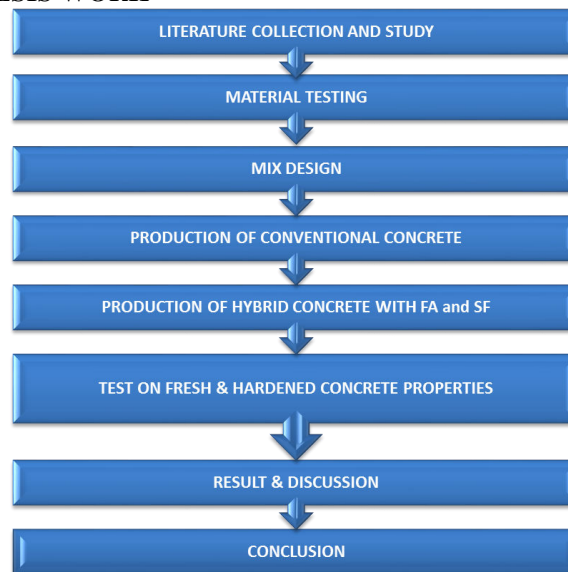 LITERATURE COLLECTION AND STUDY
MATERIAL TESTING
MIX DESIGN
PRODUCTION OF CONVENTIONAL CONCRETE
PRODUCTION OF HYBRID CONCRETE WITH FA and SF
TEST ON FRESH & HARDENED CONCRETE PROPERTIES
RESULT & DISCUSSION
CONCLUSION